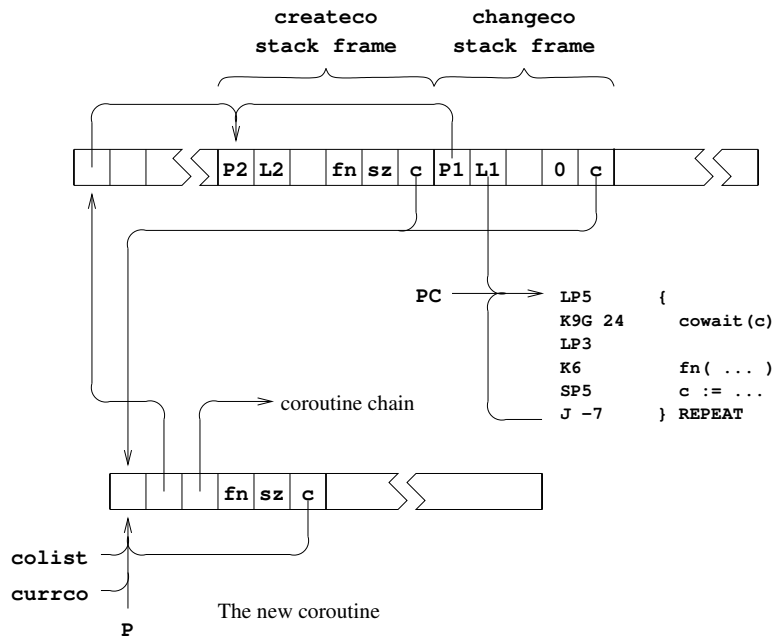 createco changeco
stack frame stack frame
P2 L2 fn sz c P1 L1 0 c
PC LP5 {
K9G 24 cowait(c)
LP3
K6 fn( ... )
SP5 c := ...
J −7 } REPEAT
coroutine chain
fn sz c
colist
currco
The new coroutine
P